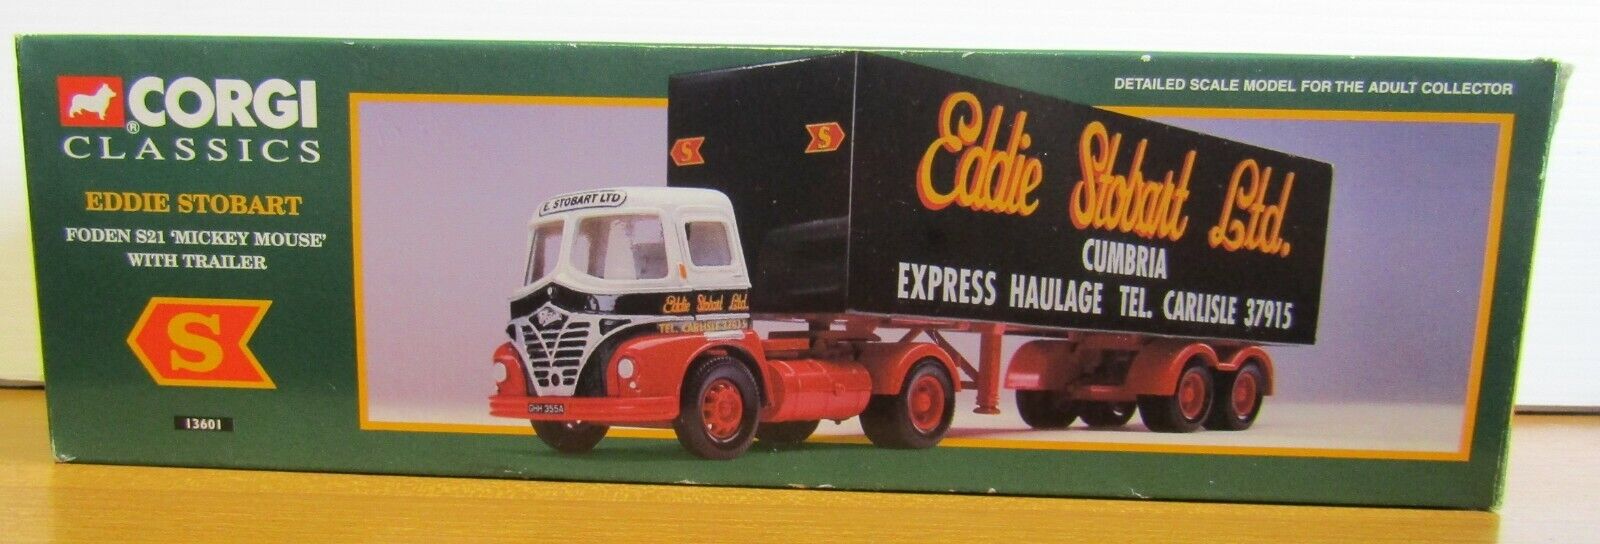 CORGI
®
CLASSICS
EDDIE STOBART
FODEN S21 'MICKEY MOUSE'
WITH TRAILER
S
13601
DETAILED SCALE MODEL FOR THE ADULT COLLECTOR
S
S
Eddie Stobart Ltd.
CUMBRIA
EXPRESS HAULAGE TEL. CARLISLE 37915
E. STOBART LTD
Eddie Stobart Ltd.
TEL. CARLISLE 37915
Foden
GHH 355A